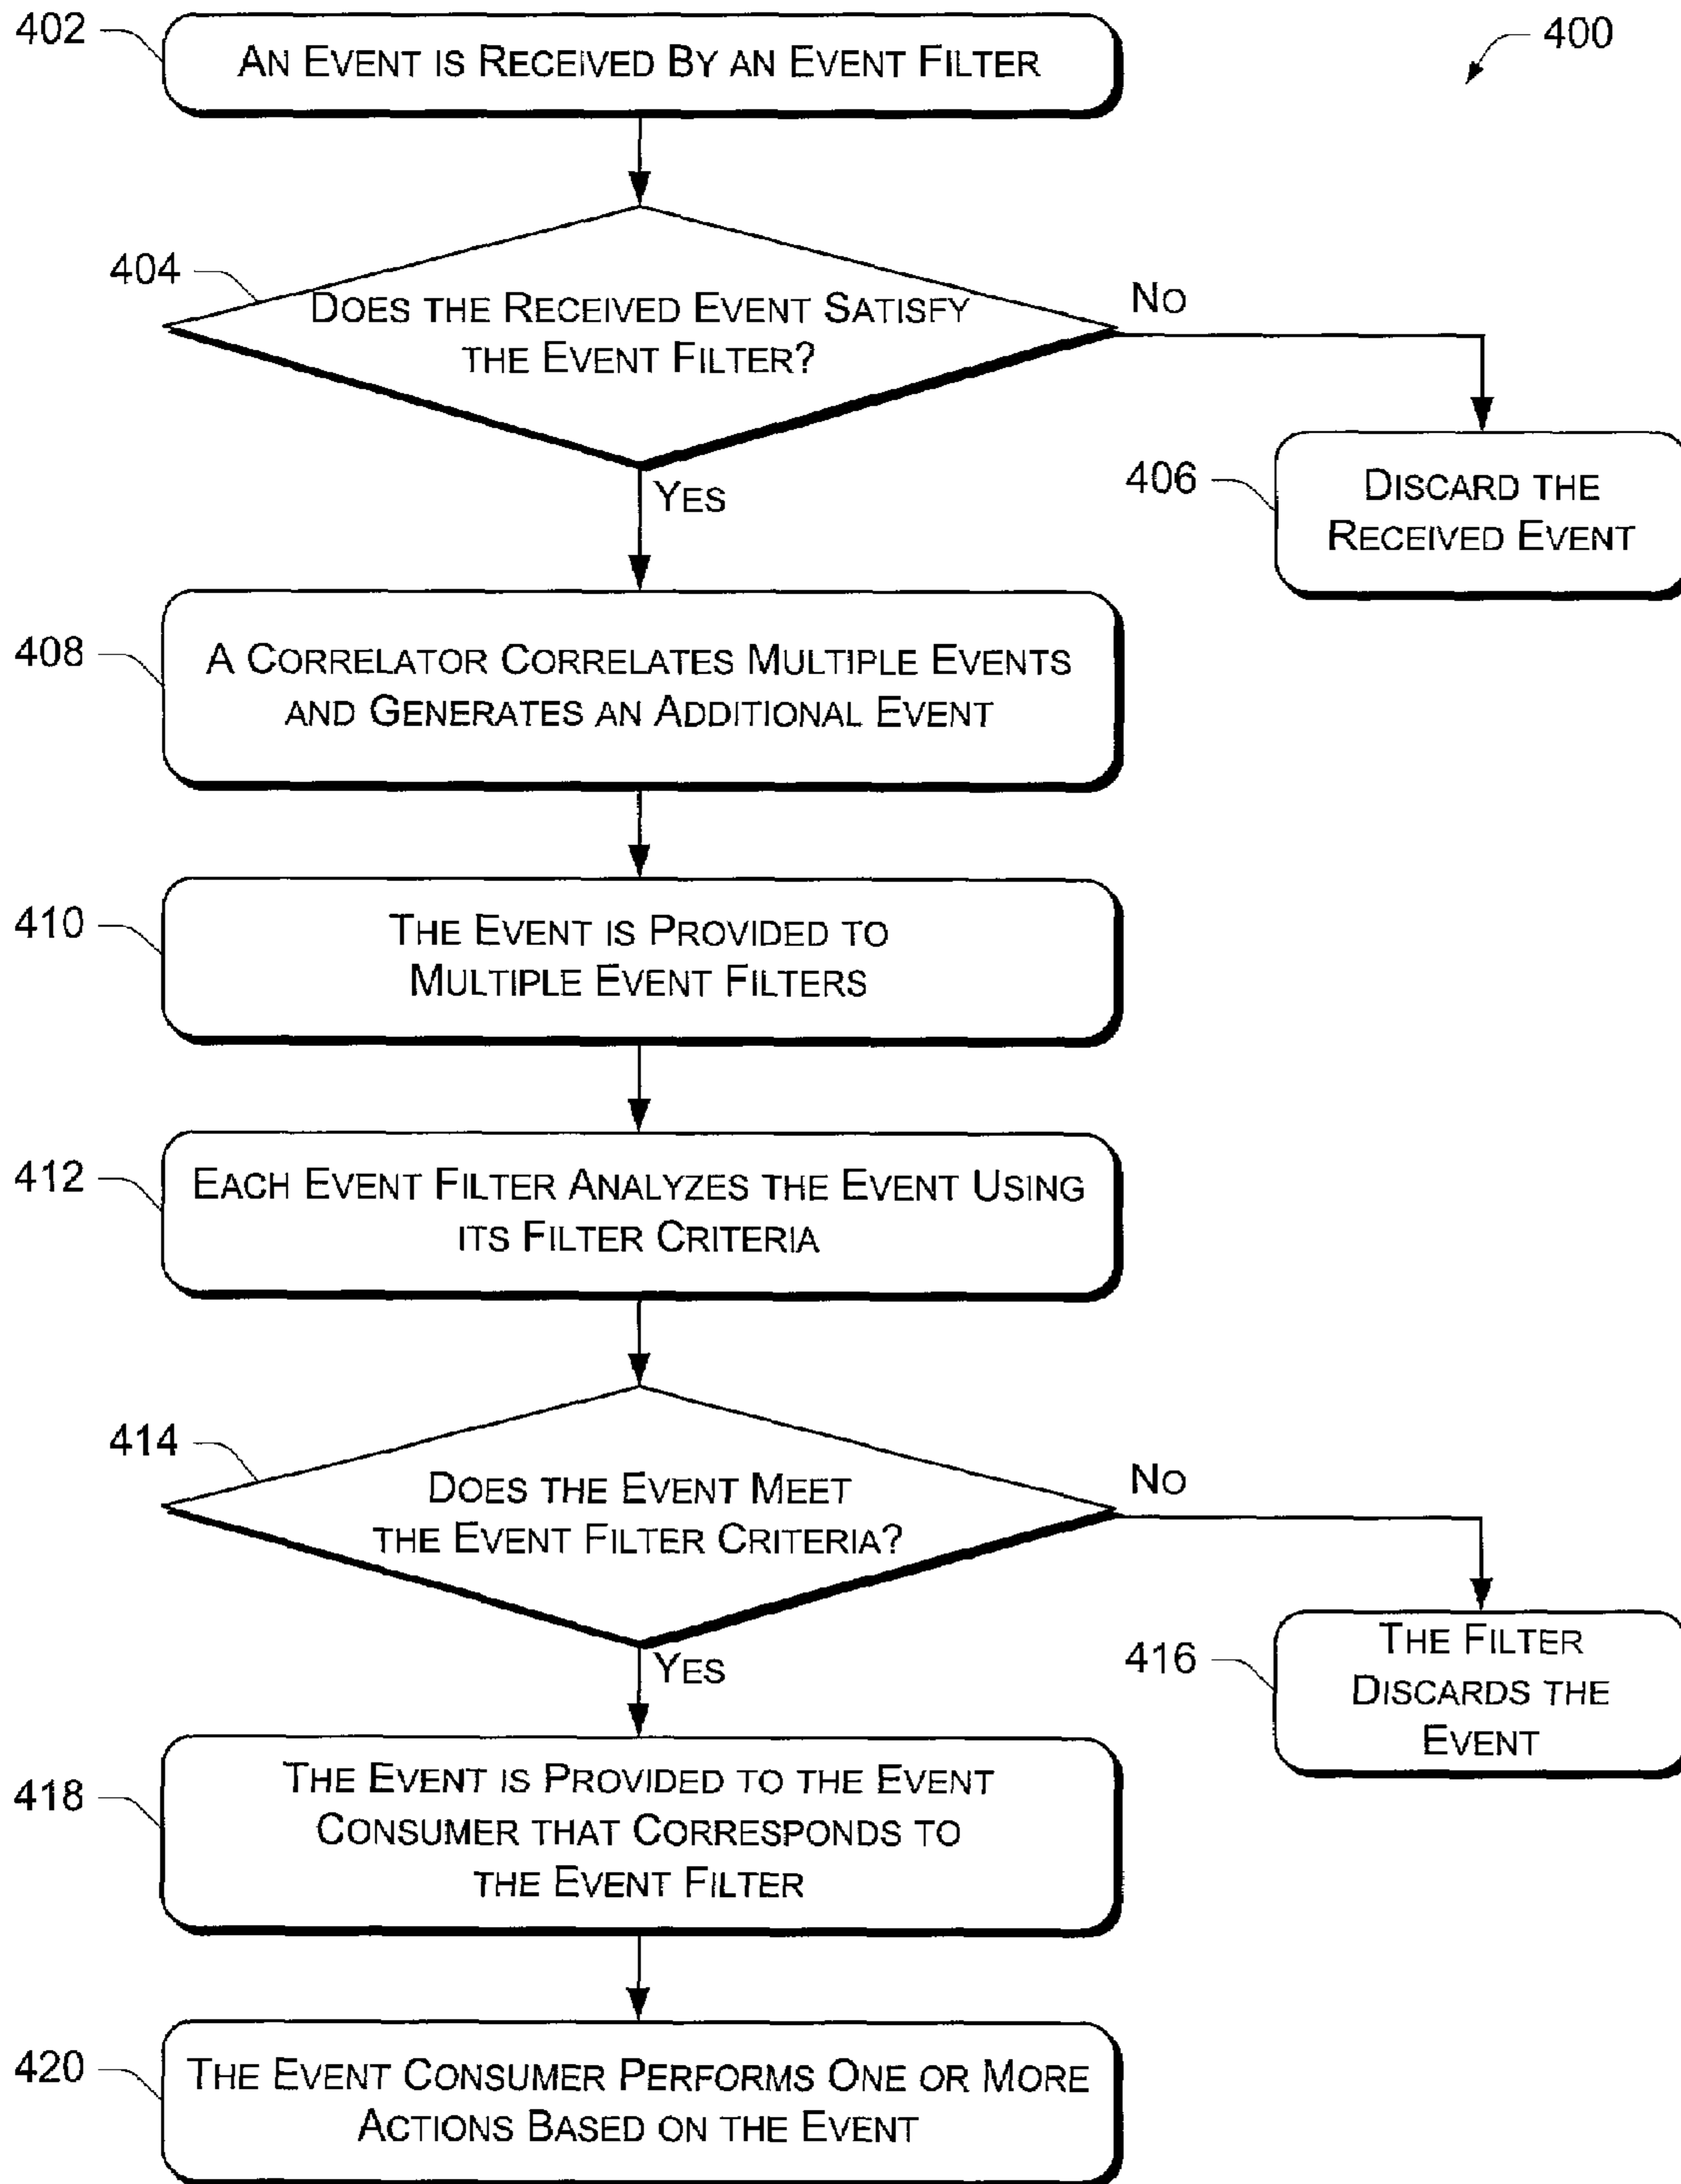 402
AN EVENT IS RECEIVED BY AN EVENT FILTER
400
404
DOES THE RECEIVED EVENT SATISFY
THE EVENT FILTER?
NO
YES
406
DISCARD THE
RECEIVED EVENT
408
A CORRELATOR CORRELATES MULTIPLE EVENTS
AND GENERATES AN ADDITIONAL EVENT
410
THE EVENT IS PROVIDED TO
MULTIPLE EVENT FILTERS
412
EACH EVENT FILTER ANALYZES THE EVENT USING
ITS FILTER CRITERIA
414
DOES THE EVENT MEET
THE EVENT FILTER CRITERIA?
NO
YES
416
THE FILTER
DISCARDS THE
EVENT
418
THE EVENT IS PROVIDED TO THE EVENT
CONSUMER THAT CORRESPONDS TO
THE EVENT FILTER
420
THE EVENT CONSUMER PERFORMS ONE OR MORE
ACTIONS BASED ON THE EVENT